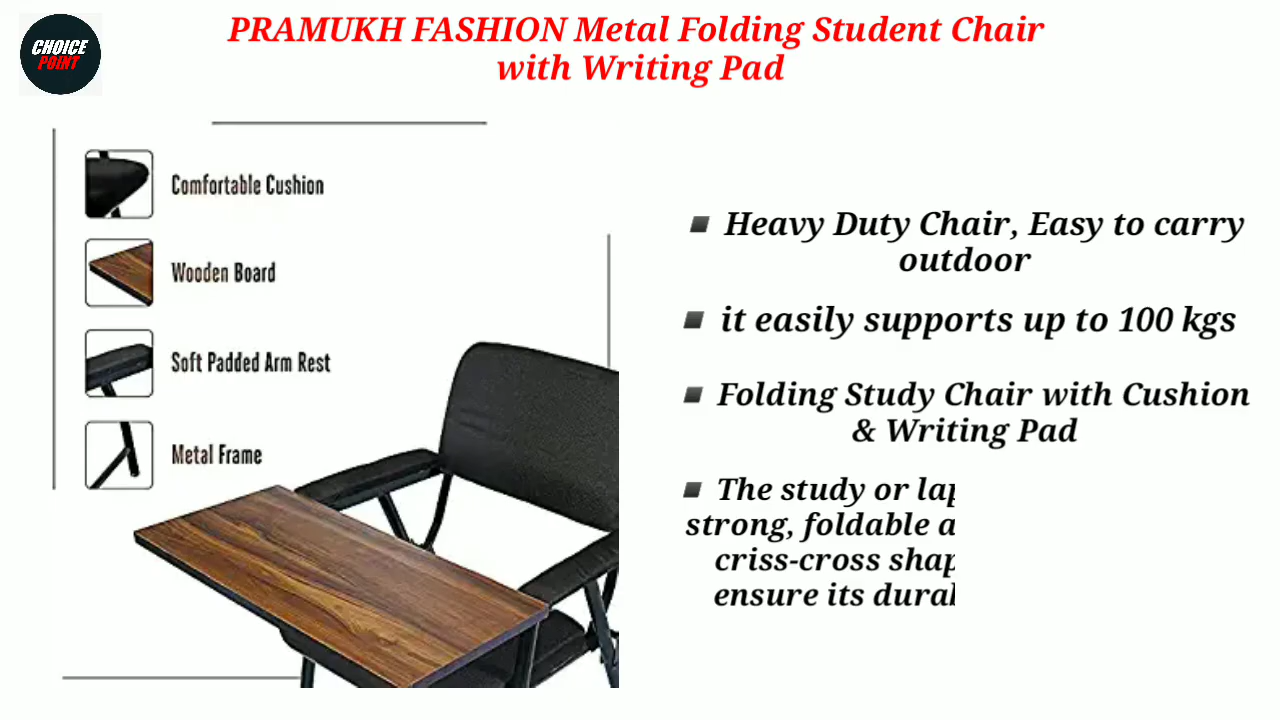 CHOICE
POINT
PRAMUKH FASHION Metal Folding Student Chair
with Writing Pad
Comfortable Cushion
Wooden Board
Soft Padded Arm Rest
Metal Frame
Heavy Duty Chair, Easy to carry
outdoor
it easily supports up to 100 kgs
Folding Study Chair with Cushion
& Writing Pad
The study or
strong, foldable
criss-cross
ensure its